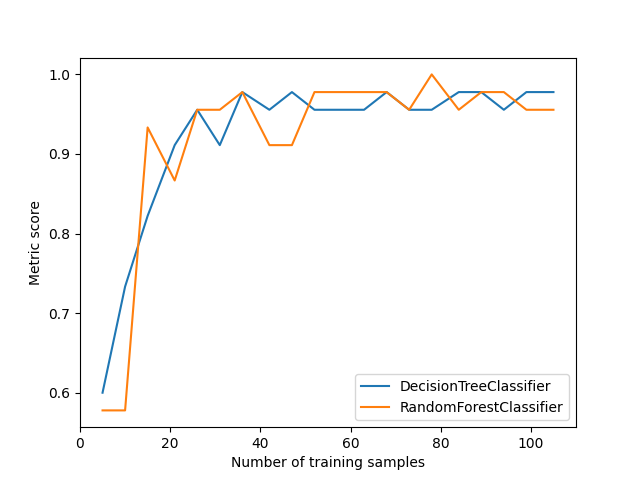 1.0
0.9
0.8
0.7
0.6
Metric score
DecisionTreeClassifier
RandomForestClassifier
0 20 40 60 80 100
Number of training samples